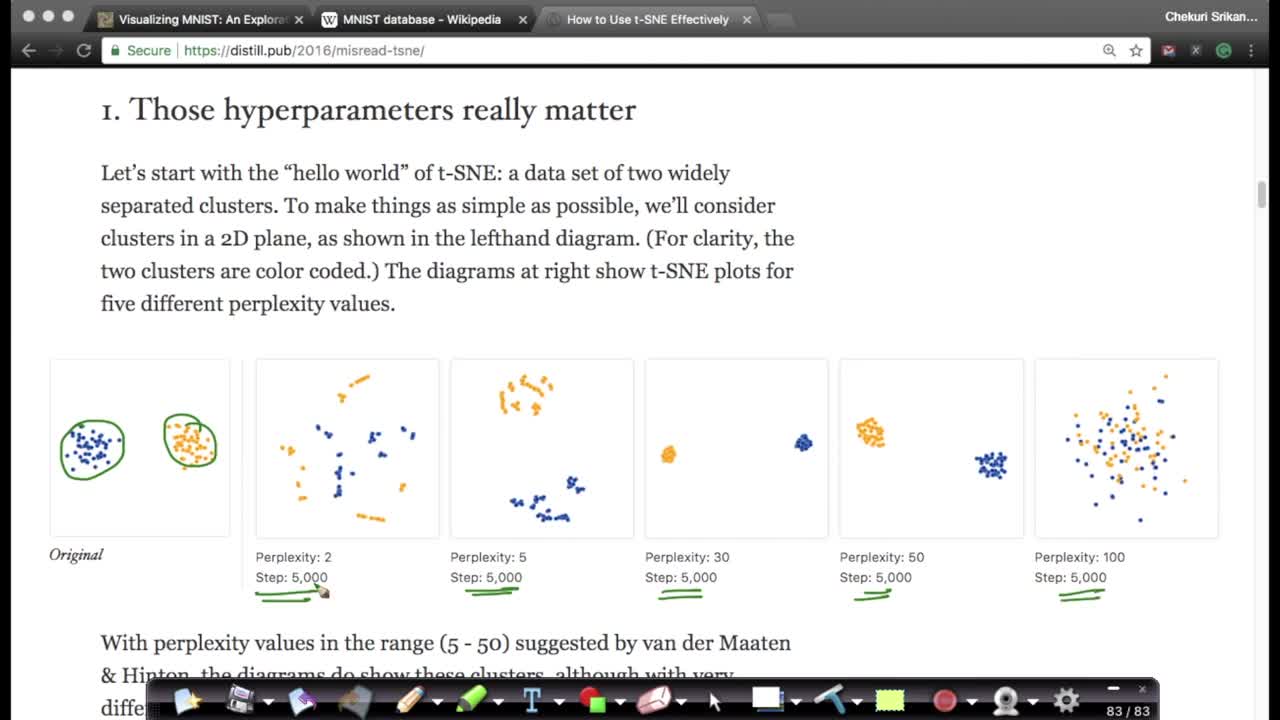 Visualizing MNIST: An Explorat
MNIST database - Wikipedia
How to Use t-SNE Effectively
Chekuri Srikan...
Secure
https://distill.pub/2016/misread-tsne/
1. Those hyperparameters really matter
Let’s start with the “hello world” of t-SNE: a data set of two widely
separated clusters. To make things as simple as possible, we’ll consider
clusters in a 2D plane, as shown in the lefthand diagram. (For clarity, the
two clusters are color coded.) The diagrams at right show t-SNE plots for
five different perplexity values.
Original
Perplexity: 2
Step: 5,000
Perplexity: 5
Step: 5,000
Perplexity: 30
Step: 5,000
Perplexity: 50
Step: 5,000
Perplexity: 100
Step: 5,000
With perplexity values in the range (5 - 50) suggested by van der Maaten
& Hinton, the diagrams do show these clusters, although with very
diffe
83 / 83